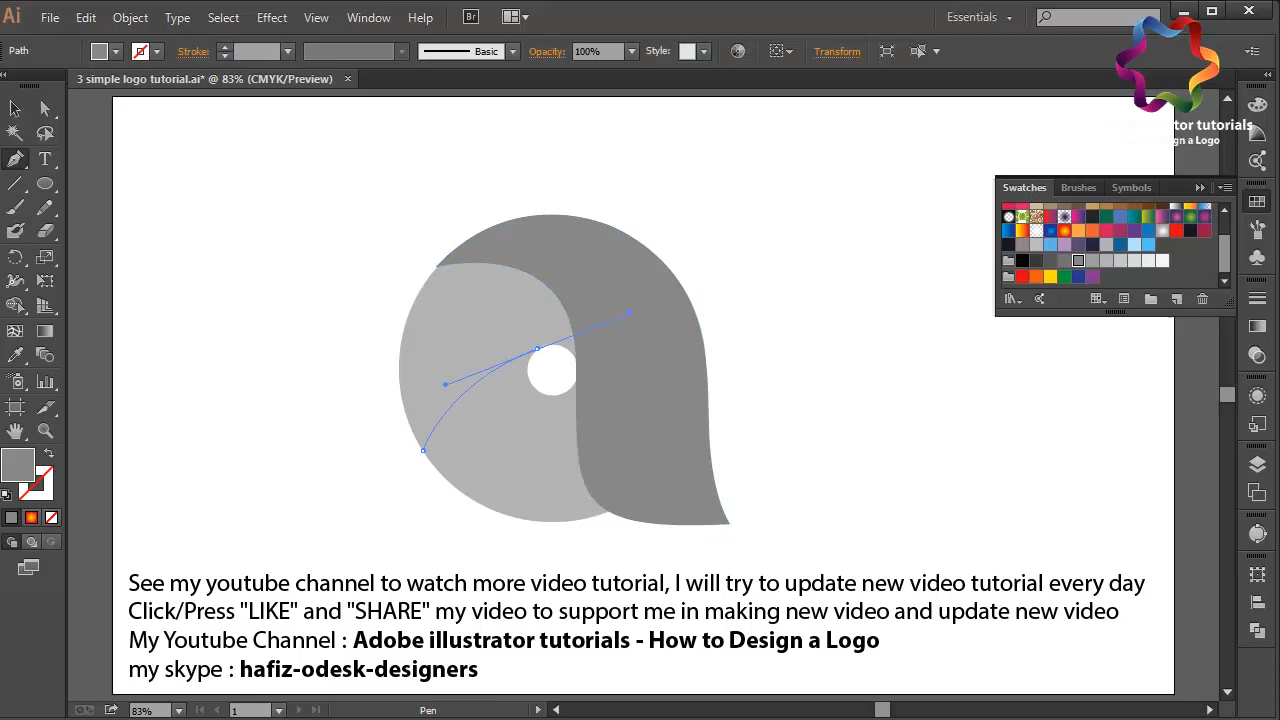 Ai File Edit Object Type Select Effect View Window Help Br Essentials
Path Stroke: Basic Opacity: 100% Style: Transform
3 simple logo tutorial.ai* @ 83% (CMYK/Preview)
tor tutorials
n a Logo
Swatches Brushes Symbols
See my youtube channel to watch more video tutorial, I will try to update new video tutorial every day
Click/Press "LIKE" and "SHARE" my video to support me in making new video and update new video
My Youtube Channel : Adobe illustrator tutorials - How to Design a Logo
my skype : hafiz-odesk-designers
83% 1 Pen